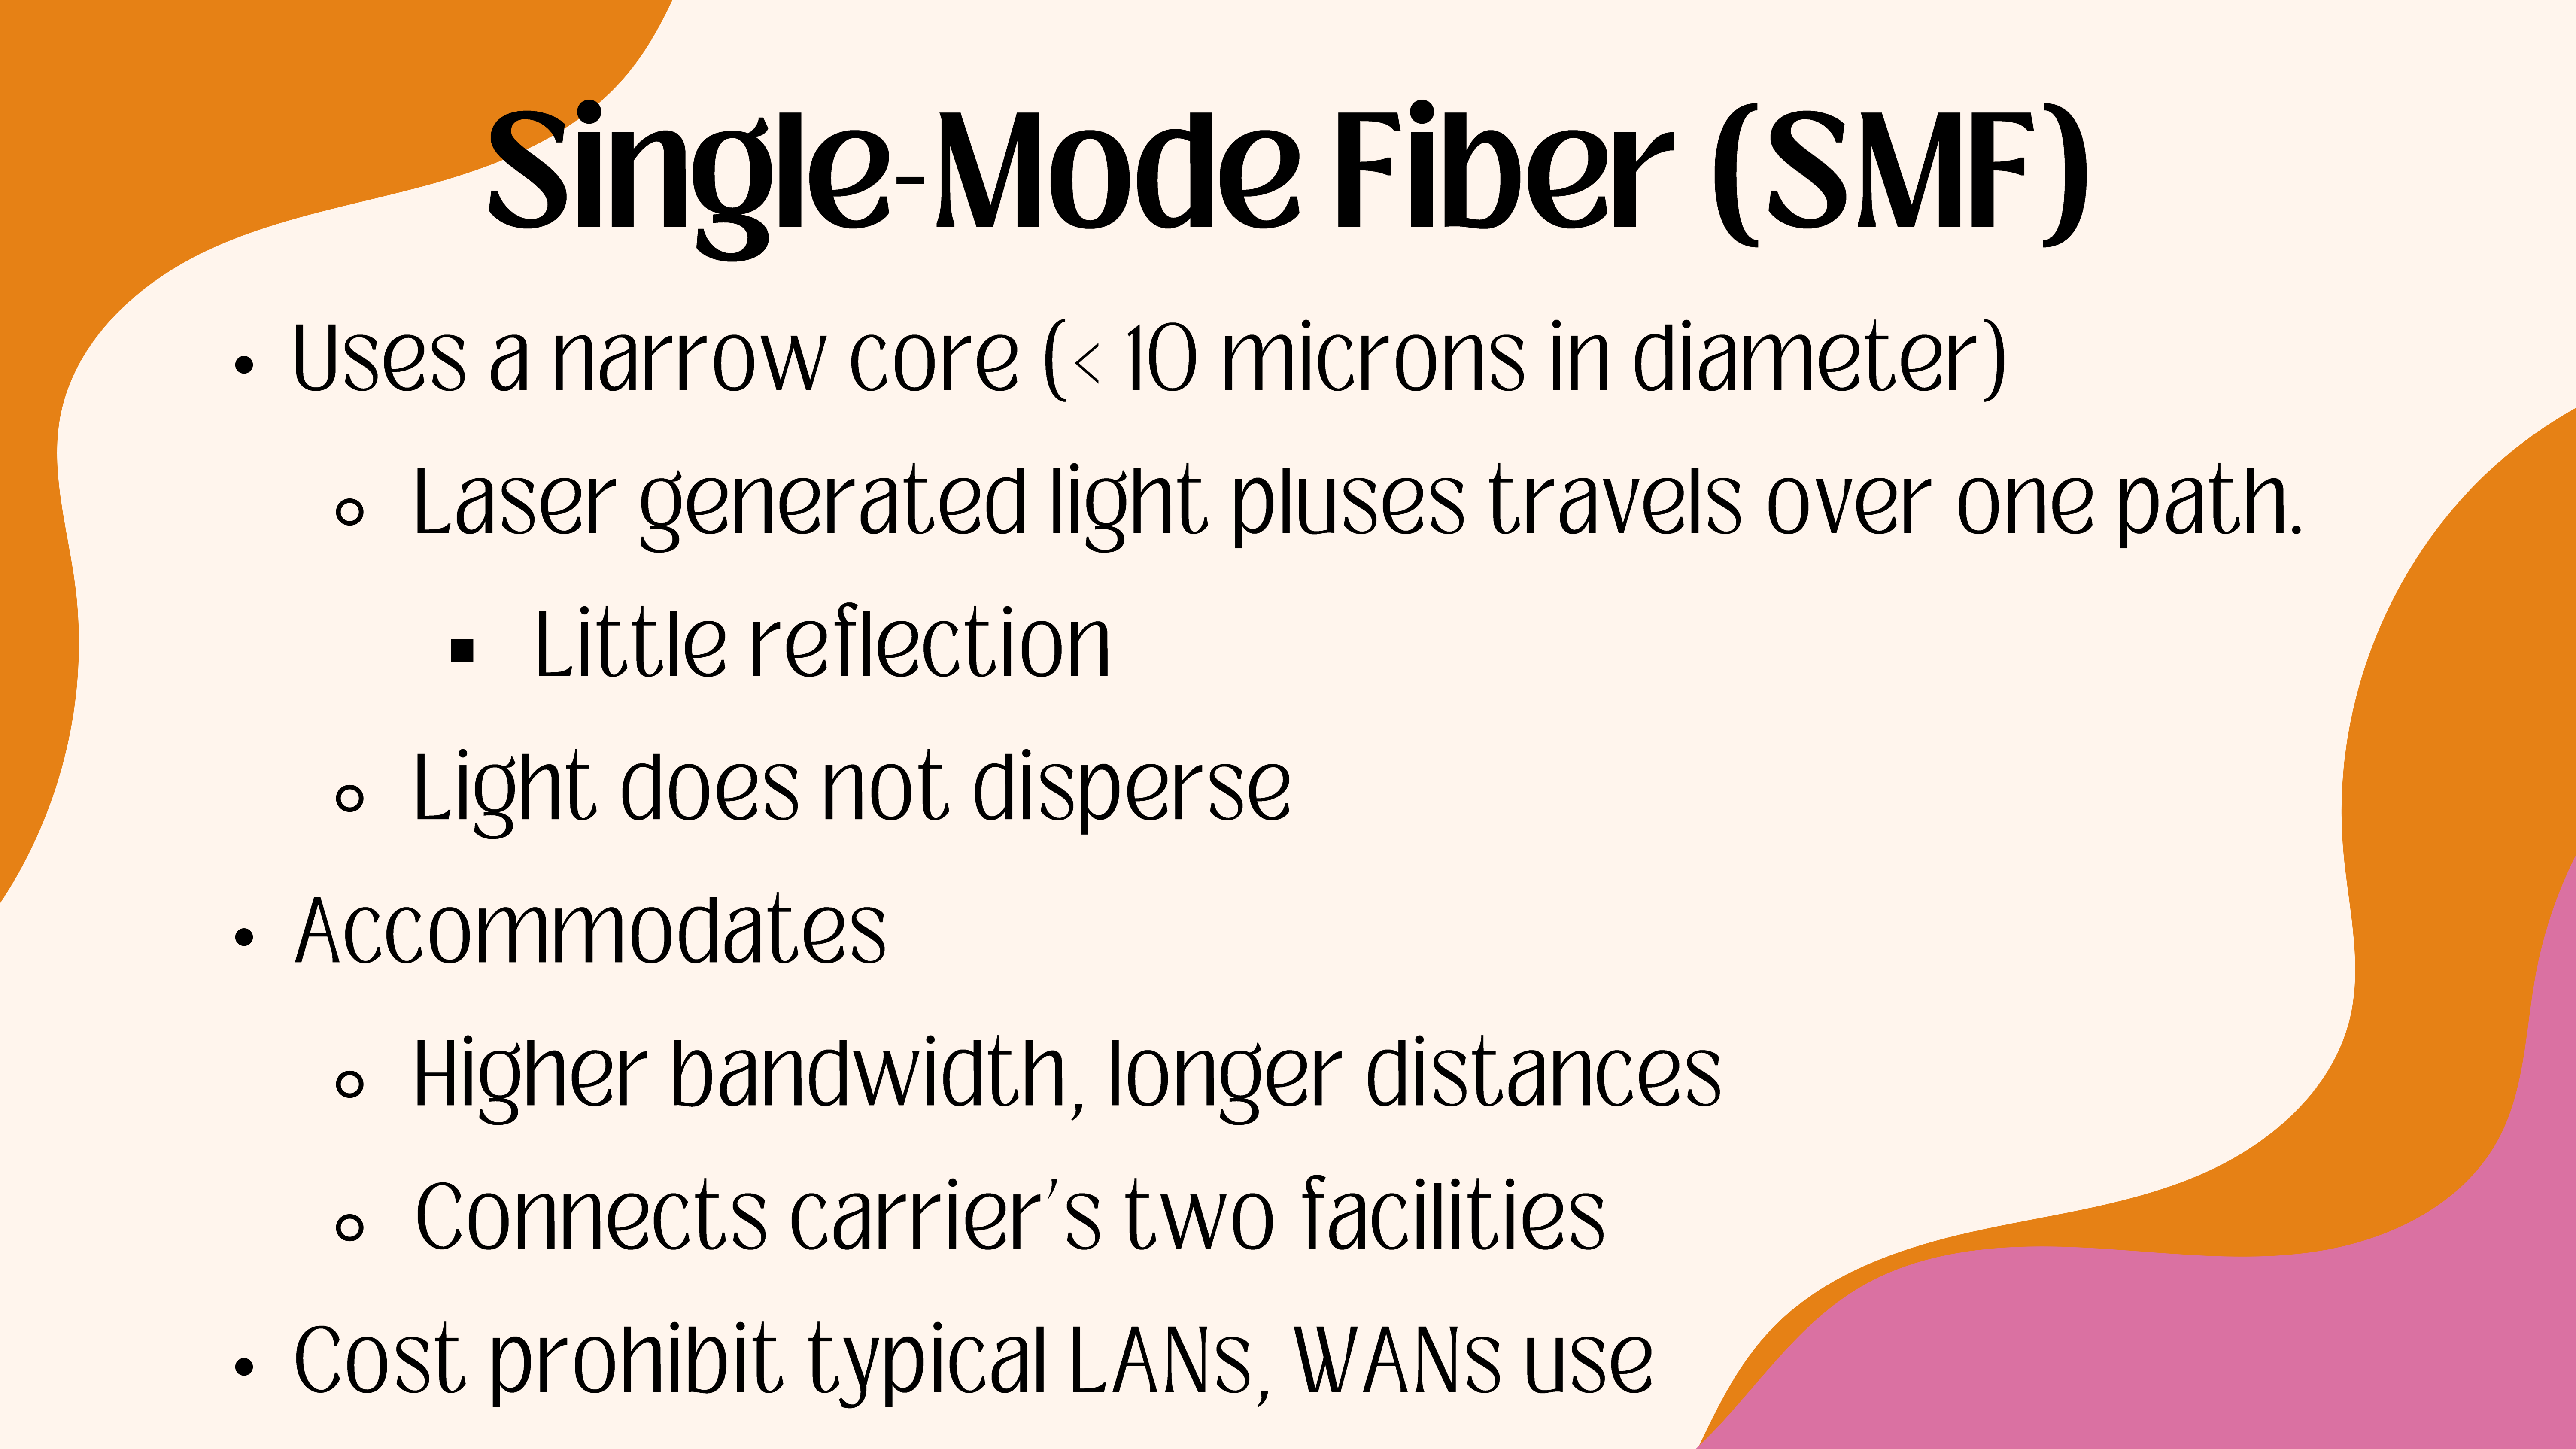 Single-Mode Fiber (SMF)
• Uses a narrow core (< 10 microns in diameter)
◦ Laser generated light pluses travels over one path.
▪ Little reflection
◦ Light does not disperse
• Accommodates
◦ Higher bandwidth, longer distances
◦ Connects carrier’s two facilities
• Cost prohibit typical LANs, WANs use